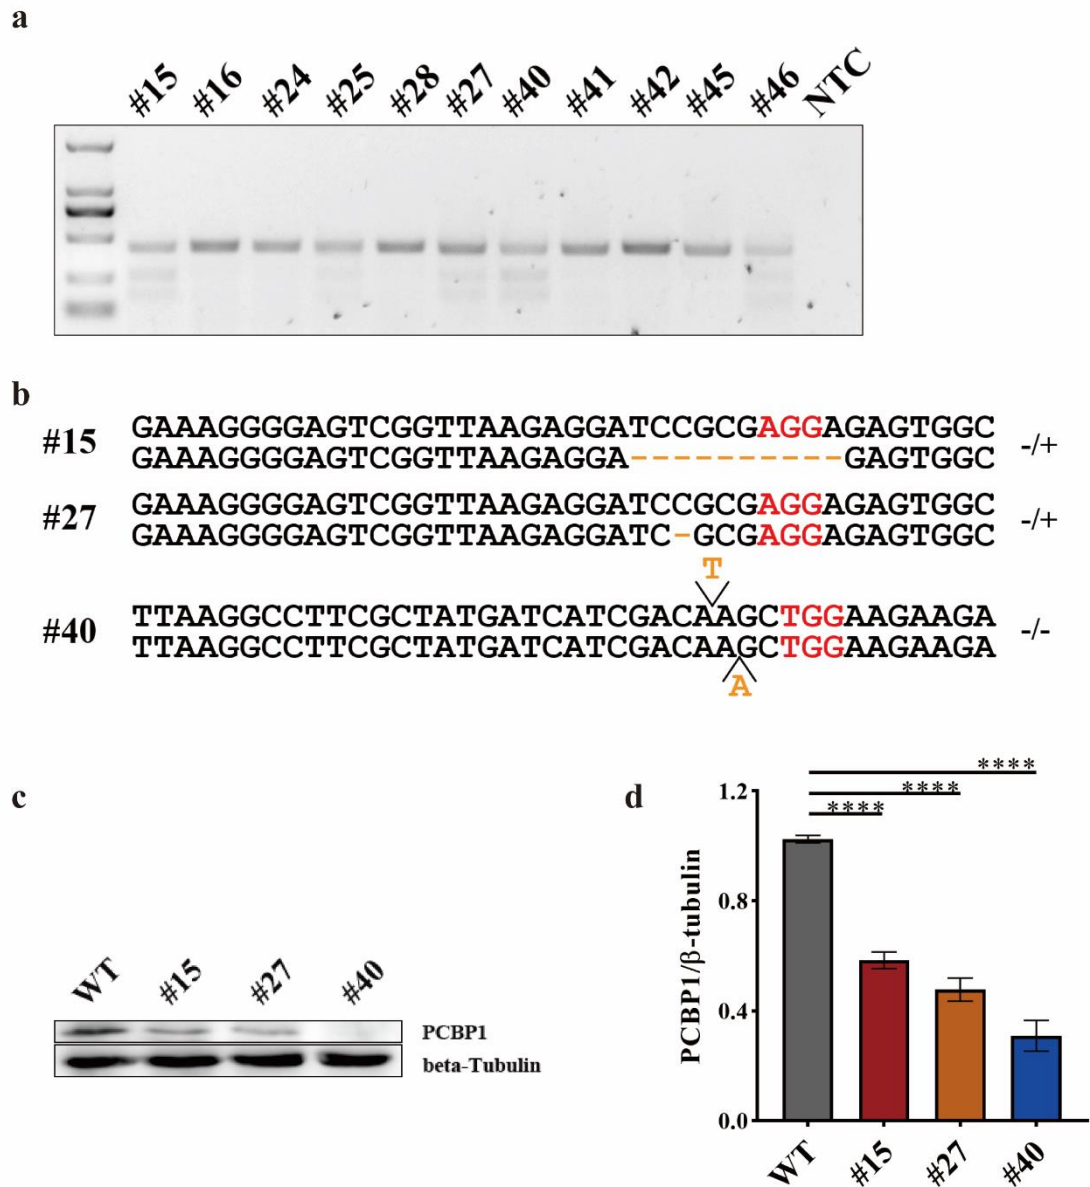 a
#15 #16 #24 #25 #28 #27 #40 #41 #42 #45 #46 NTC
b
#15
GAAAGGGGAGTCGGTTAAGAGGATCCGCGAGGAGAGTGGC
GAAAGGGGAGTCGGTTAAGAGGA----------GAGTGGC
-/+
#27
GAAAGGGGAGTCGGTTAAGAGGATCCGCGAGGAGAGTGGC
GAAAGGGGAGTCGGTTAAGAGGATC-GCGAGGAGAGTGGC
-/+
T
#40
TTAAGGCCTTCGCTATGATCATCGACAAGCTGGAAGAAGA
TTAAGGCCTTCGCTATGATCATCGACAAGCTGGAAGAAGA
-/-
A
c
WT #15 #27 #40
PCBP1
beta-Tubulin
d
****
****
****
1.2
0.8
0.4
0.0
PCBP1/β-tubulin
WT #15 #27 #40